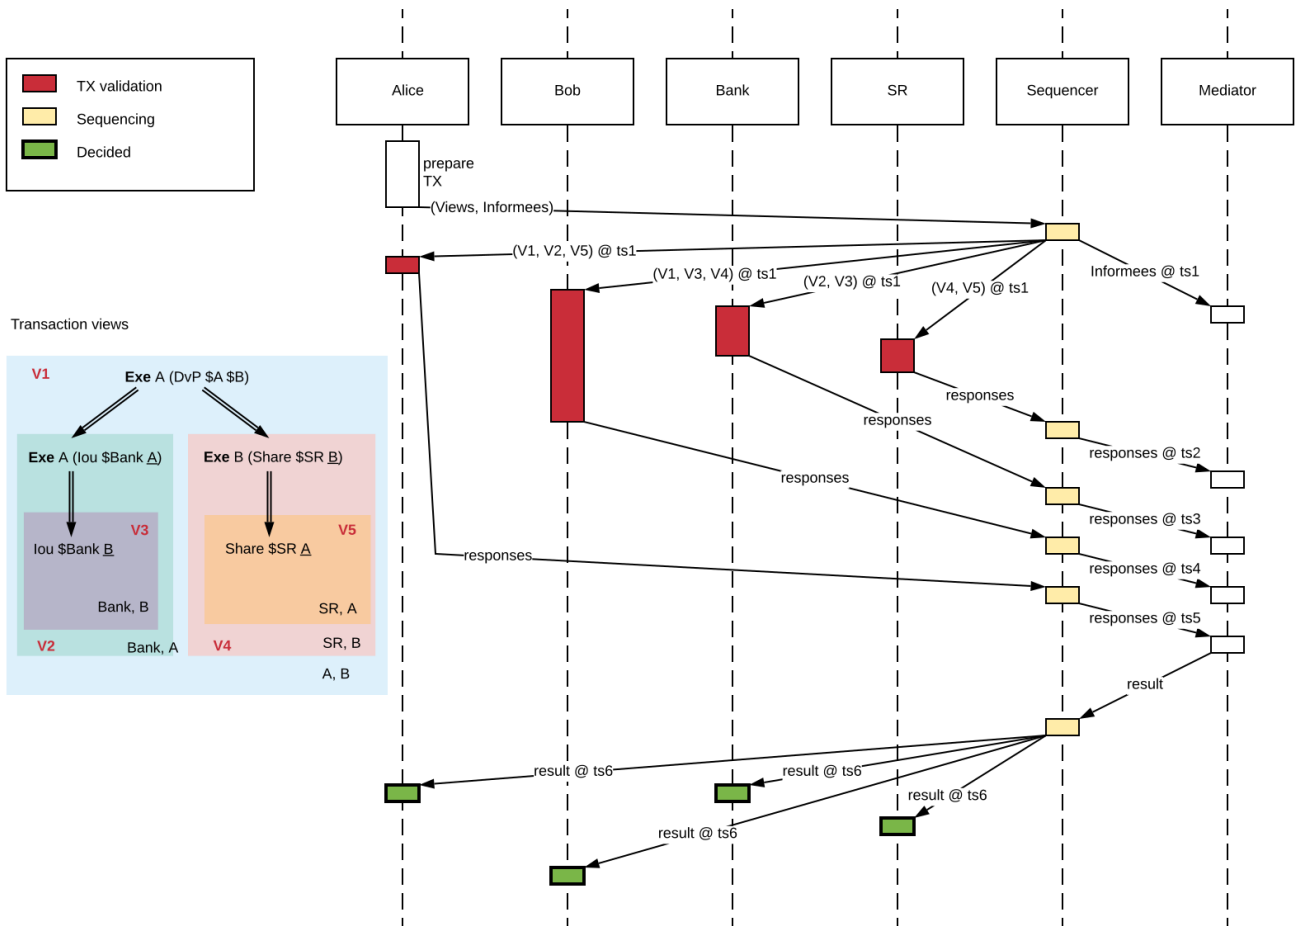 TX validation
Sequencing
Decided
Alice
Bob
Bank
SR
Sequencer
Mediator
prepare
TX
(Views, Informees)
(V1, V2, V5) @ ts1
(V1, V3, V4) @ ts1
(V2, V3) @ ts1
(V4, V5) @ ts1
Informees @ ts1
Transaction views
V1
Exe A (DvP $A $B)
Exe A (Iou $Bank A)
Exe B (Share $SR B)
V3
V5
Iou $Bank B
Share $SR A
Bank, B
SR, A
V2
Bank, A
V4
SR, B
A, B
responses
responses @ ts2
responses
responses @ ts3
responses
responses @ ts4
responses
responses @ ts5
result
result @ ts6
result @ ts6
result @ ts6
result @ ts6